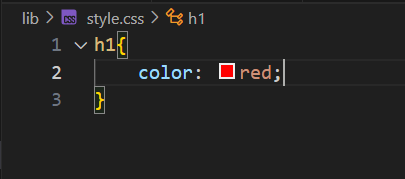 lib > style.css > h1
1 h1{
2 color: red;
3 }